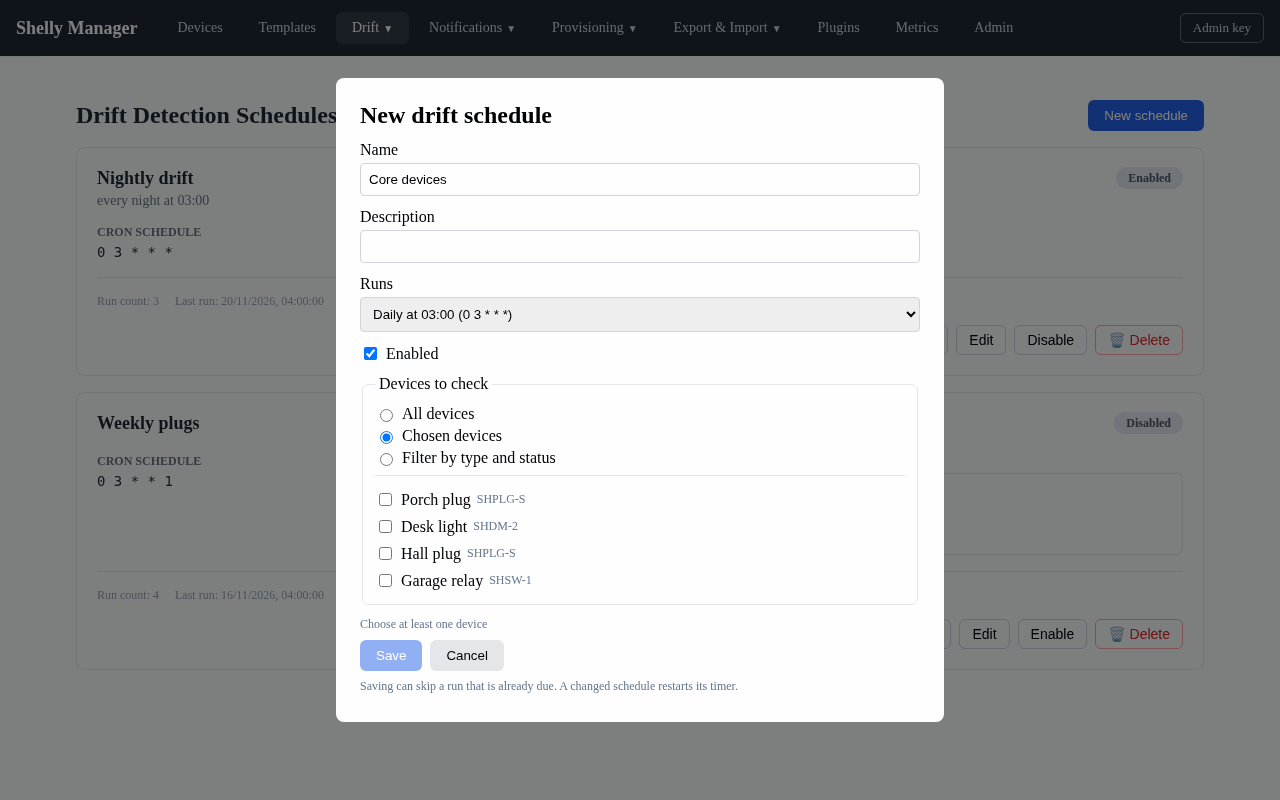 Shelly Manager Devices Templates Drift ▼ Notifications ▼ Provisioning ▼ Export & Import ▼ Plugins Metrics Admin Admin key
Drift Detection Schedules
New schedule
Nightly drift
Enabled
every night at 03:00
CRON SCHEDULE
0 3 * * *
Run count: 3 Last run: 20/11/2026, 04:00:00
Edit Disable 🗑️ Delete
Weekly plugs
Disabled
CRON SCHEDULE
0 3 * * 1
Run count: 4 Last run: 16/11/2026, 04:00:00
Edit Enable 🗑️ Delete
New drift schedule
Name
Core devices
Description
Runs
Daily at 03:00 (0 3 * * *)
Enabled
Devices to check
All devices
Chosen devices
Filter by type and status
Porch plug SHPLG-S
Desk light SHDM-2
Hall plug SHPLG-S
Garage relay SHSW-1
Choose at least one device
Save Cancel
Saving can skip a run that is already due. A changed schedule restarts its timer.